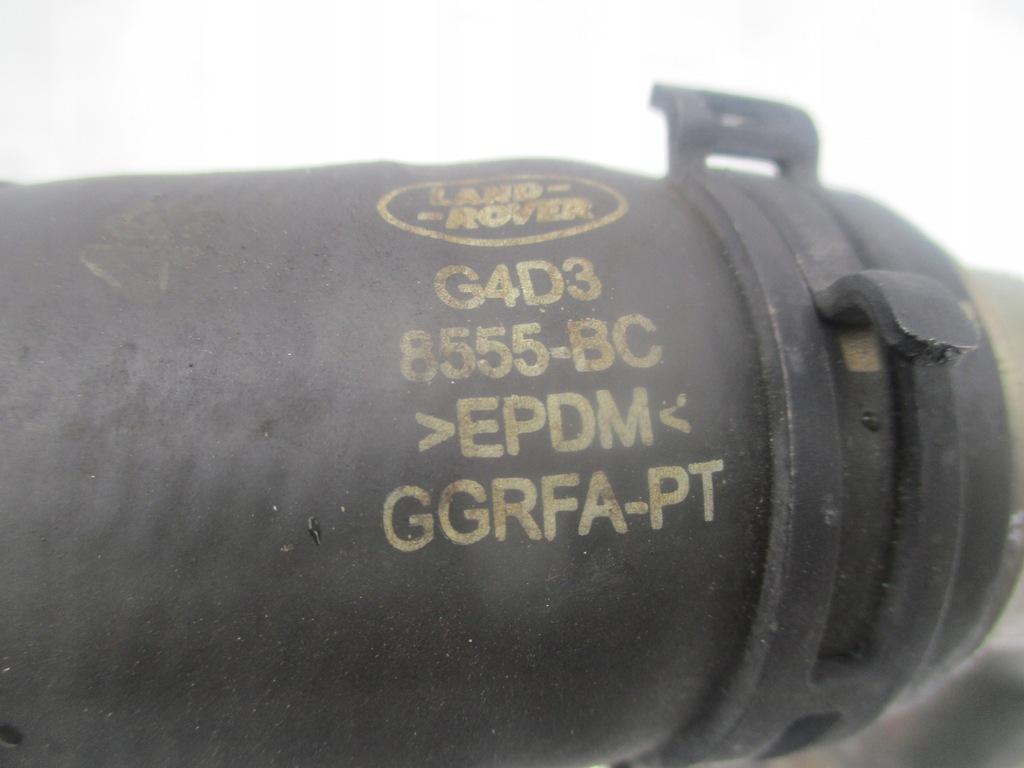 LAND-
-ROVER
G4D3
8555-BC
>EPDM<
GGRFA-PT